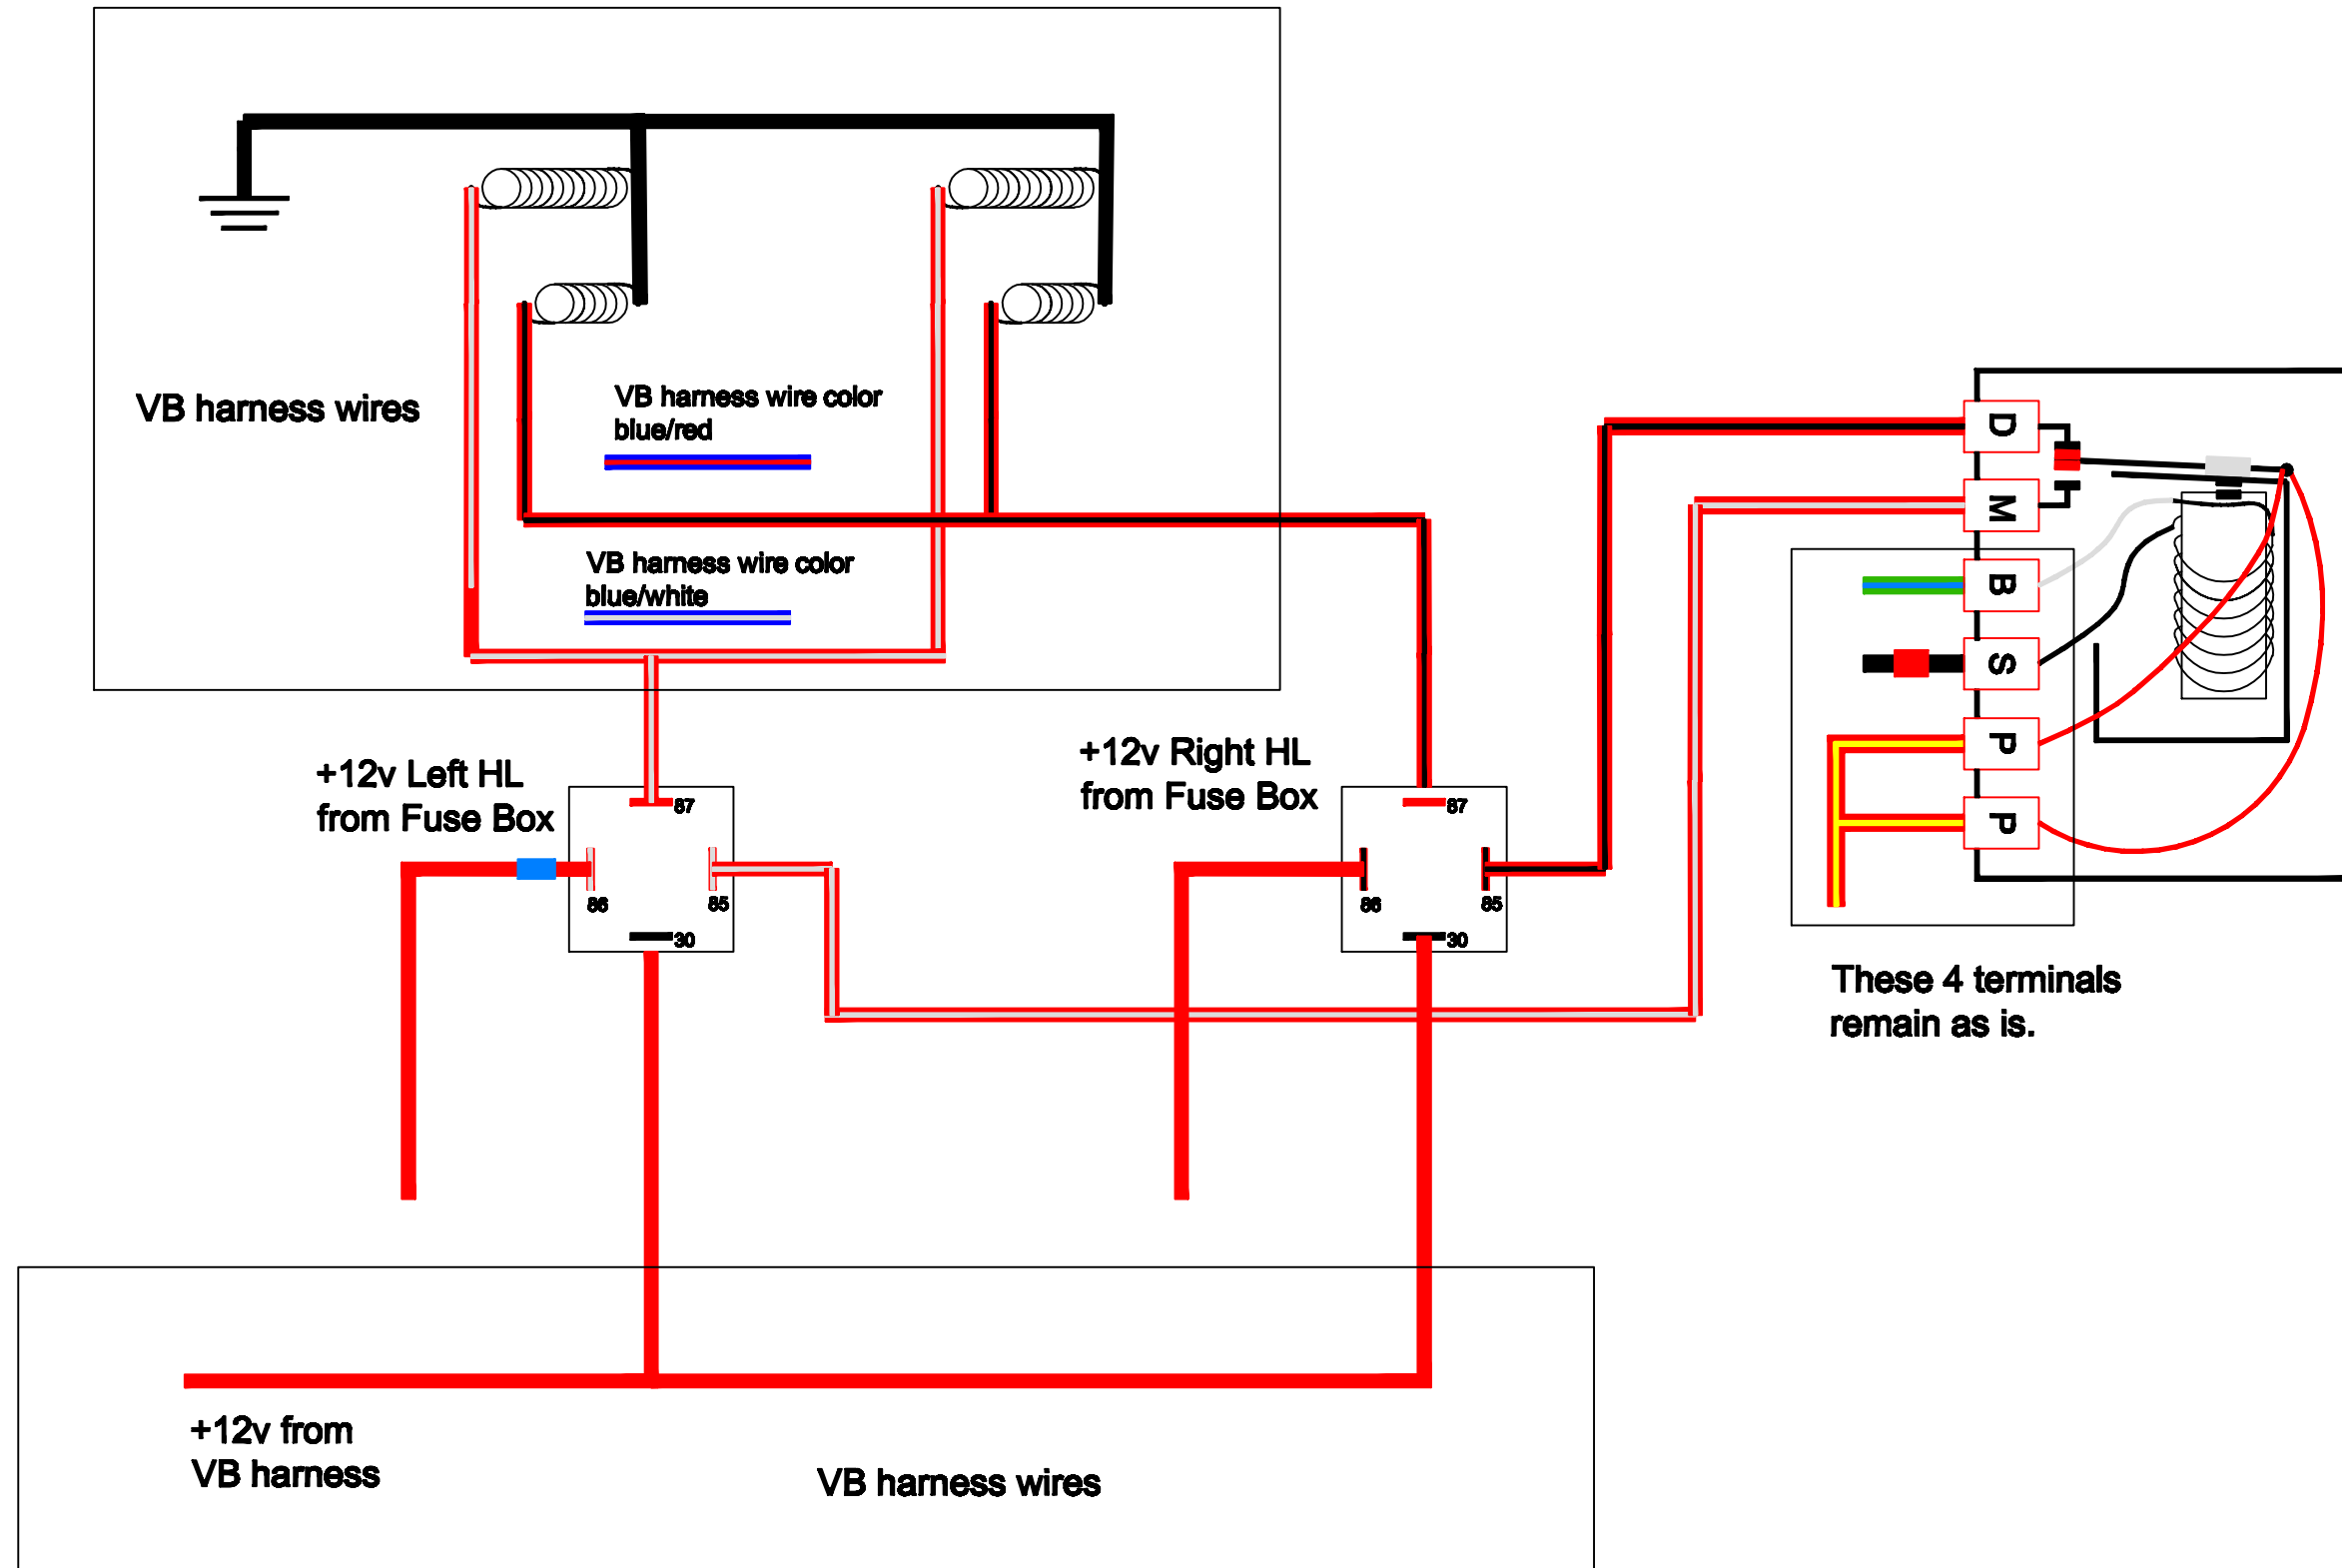 VB harness wires
VB harness wire color
blue/red
VB harness wire color
blue/white
+12v Left HL
from Fuse Box
+12v Right HL
from Fuse Box
87
86
85
30
87
86
85
30
D
M
B
S
P
P
These 4 terminals
remain as is.
+12v from
VB harness
VB harness wires